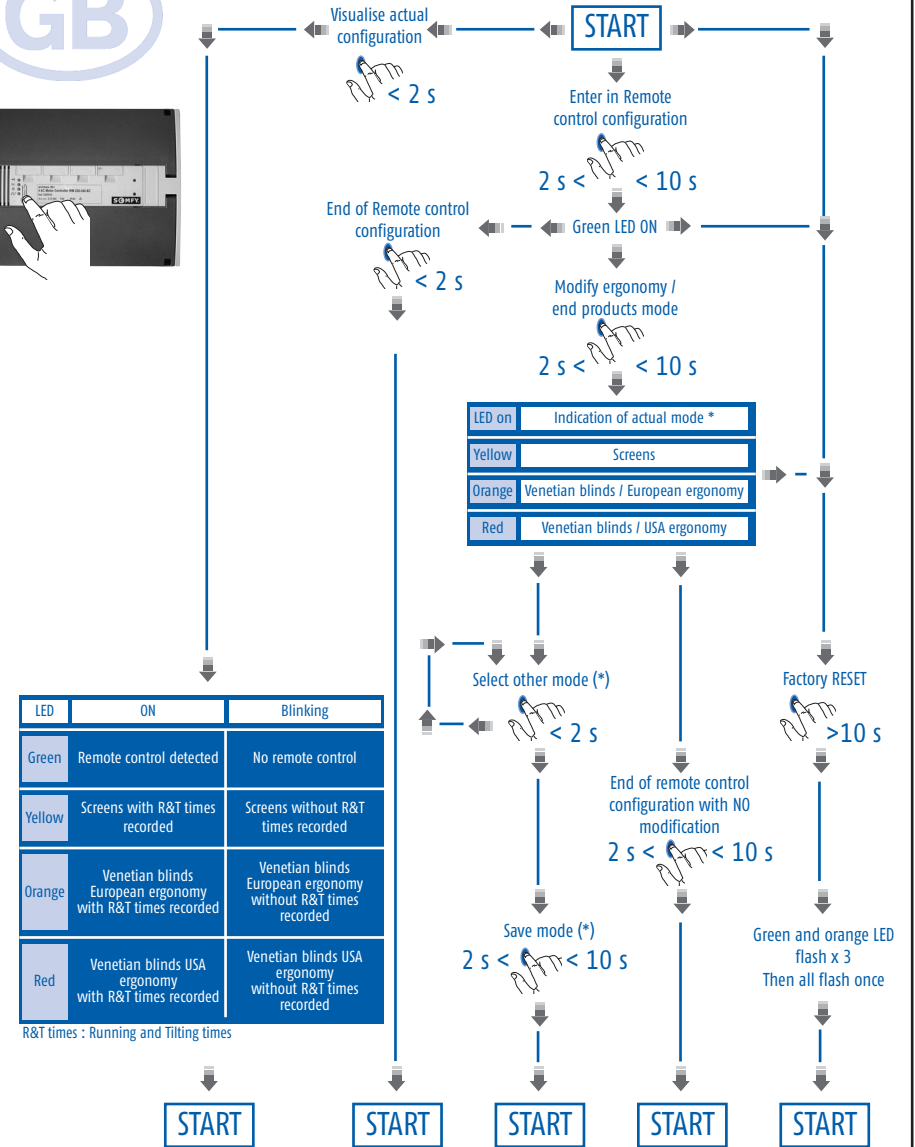 GB
Visualise actual
configuration
< 2 s
START
Enter in Remote
control configuration
2 s < < 10 s
SOMFY
End of Remote control
configuration
< 2 s
Green LED ON
Modify ergonomy /
end products mode
2 s < < 10 s
LED on Indication of actual mode *
Yellow Screens
Orange Venetian blinds / European ergonomy
Red Venetian blinds / USA ergonomy
Select other mode (*)
< 2 s
Factory RESET
>10 s
LED ON Blinking
Green Remote control detected No remote control
Yellow Screens with R&T times
recorded
Screens without R&T
times recorded
Orange Venetian blinds
European ergonomy
with R&T times recorded
Venetian blinds
European ergonomy
without R&T times
recorded
Red Venetian blinds USA
ergonomy
with R&T times recorded
Venetian blinds USA
ergonomy
without R&T times
recorded
R&T times : Running and Tilting times
End of remote control
configuration with NO
modification
2 s < < 10 s
Save mode (*)
2 s < < 10 s
Green and orange LED
flash x 3
Then all flash once
START
START
START
START
START